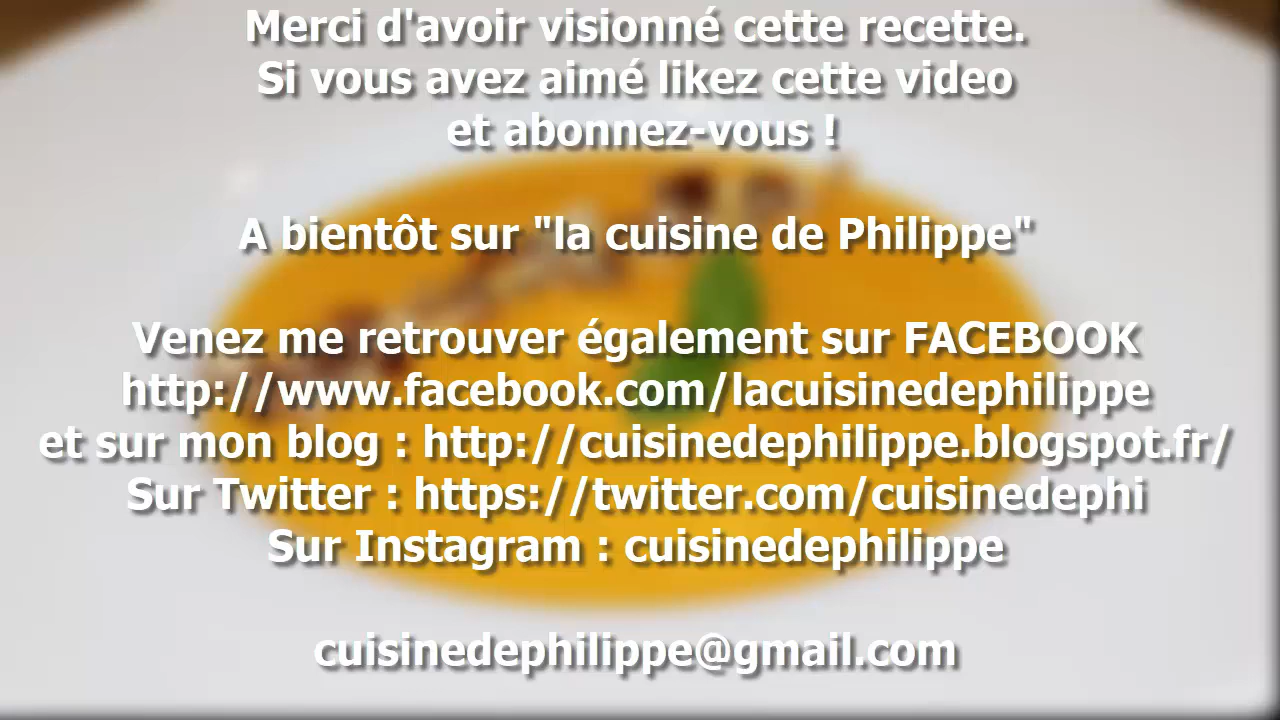 Merci d'avoir visionné cette recette.
Si vous avez aimé likez cette video
et abonnez-vous !
A bientôt sur "la cuisine de Philippe"
Venez me retrouver également sur FACEBOOK
http://www.facebook.com/lacuisinedephilippe
et sur mon blog : http://cuisinedephilippe.blogspot.fr/
Sur Twitter : https://twitter.com/cuisinedephi
Sur Instagram : cuisinedephilippe
cuisinedephilippe@gmail.com